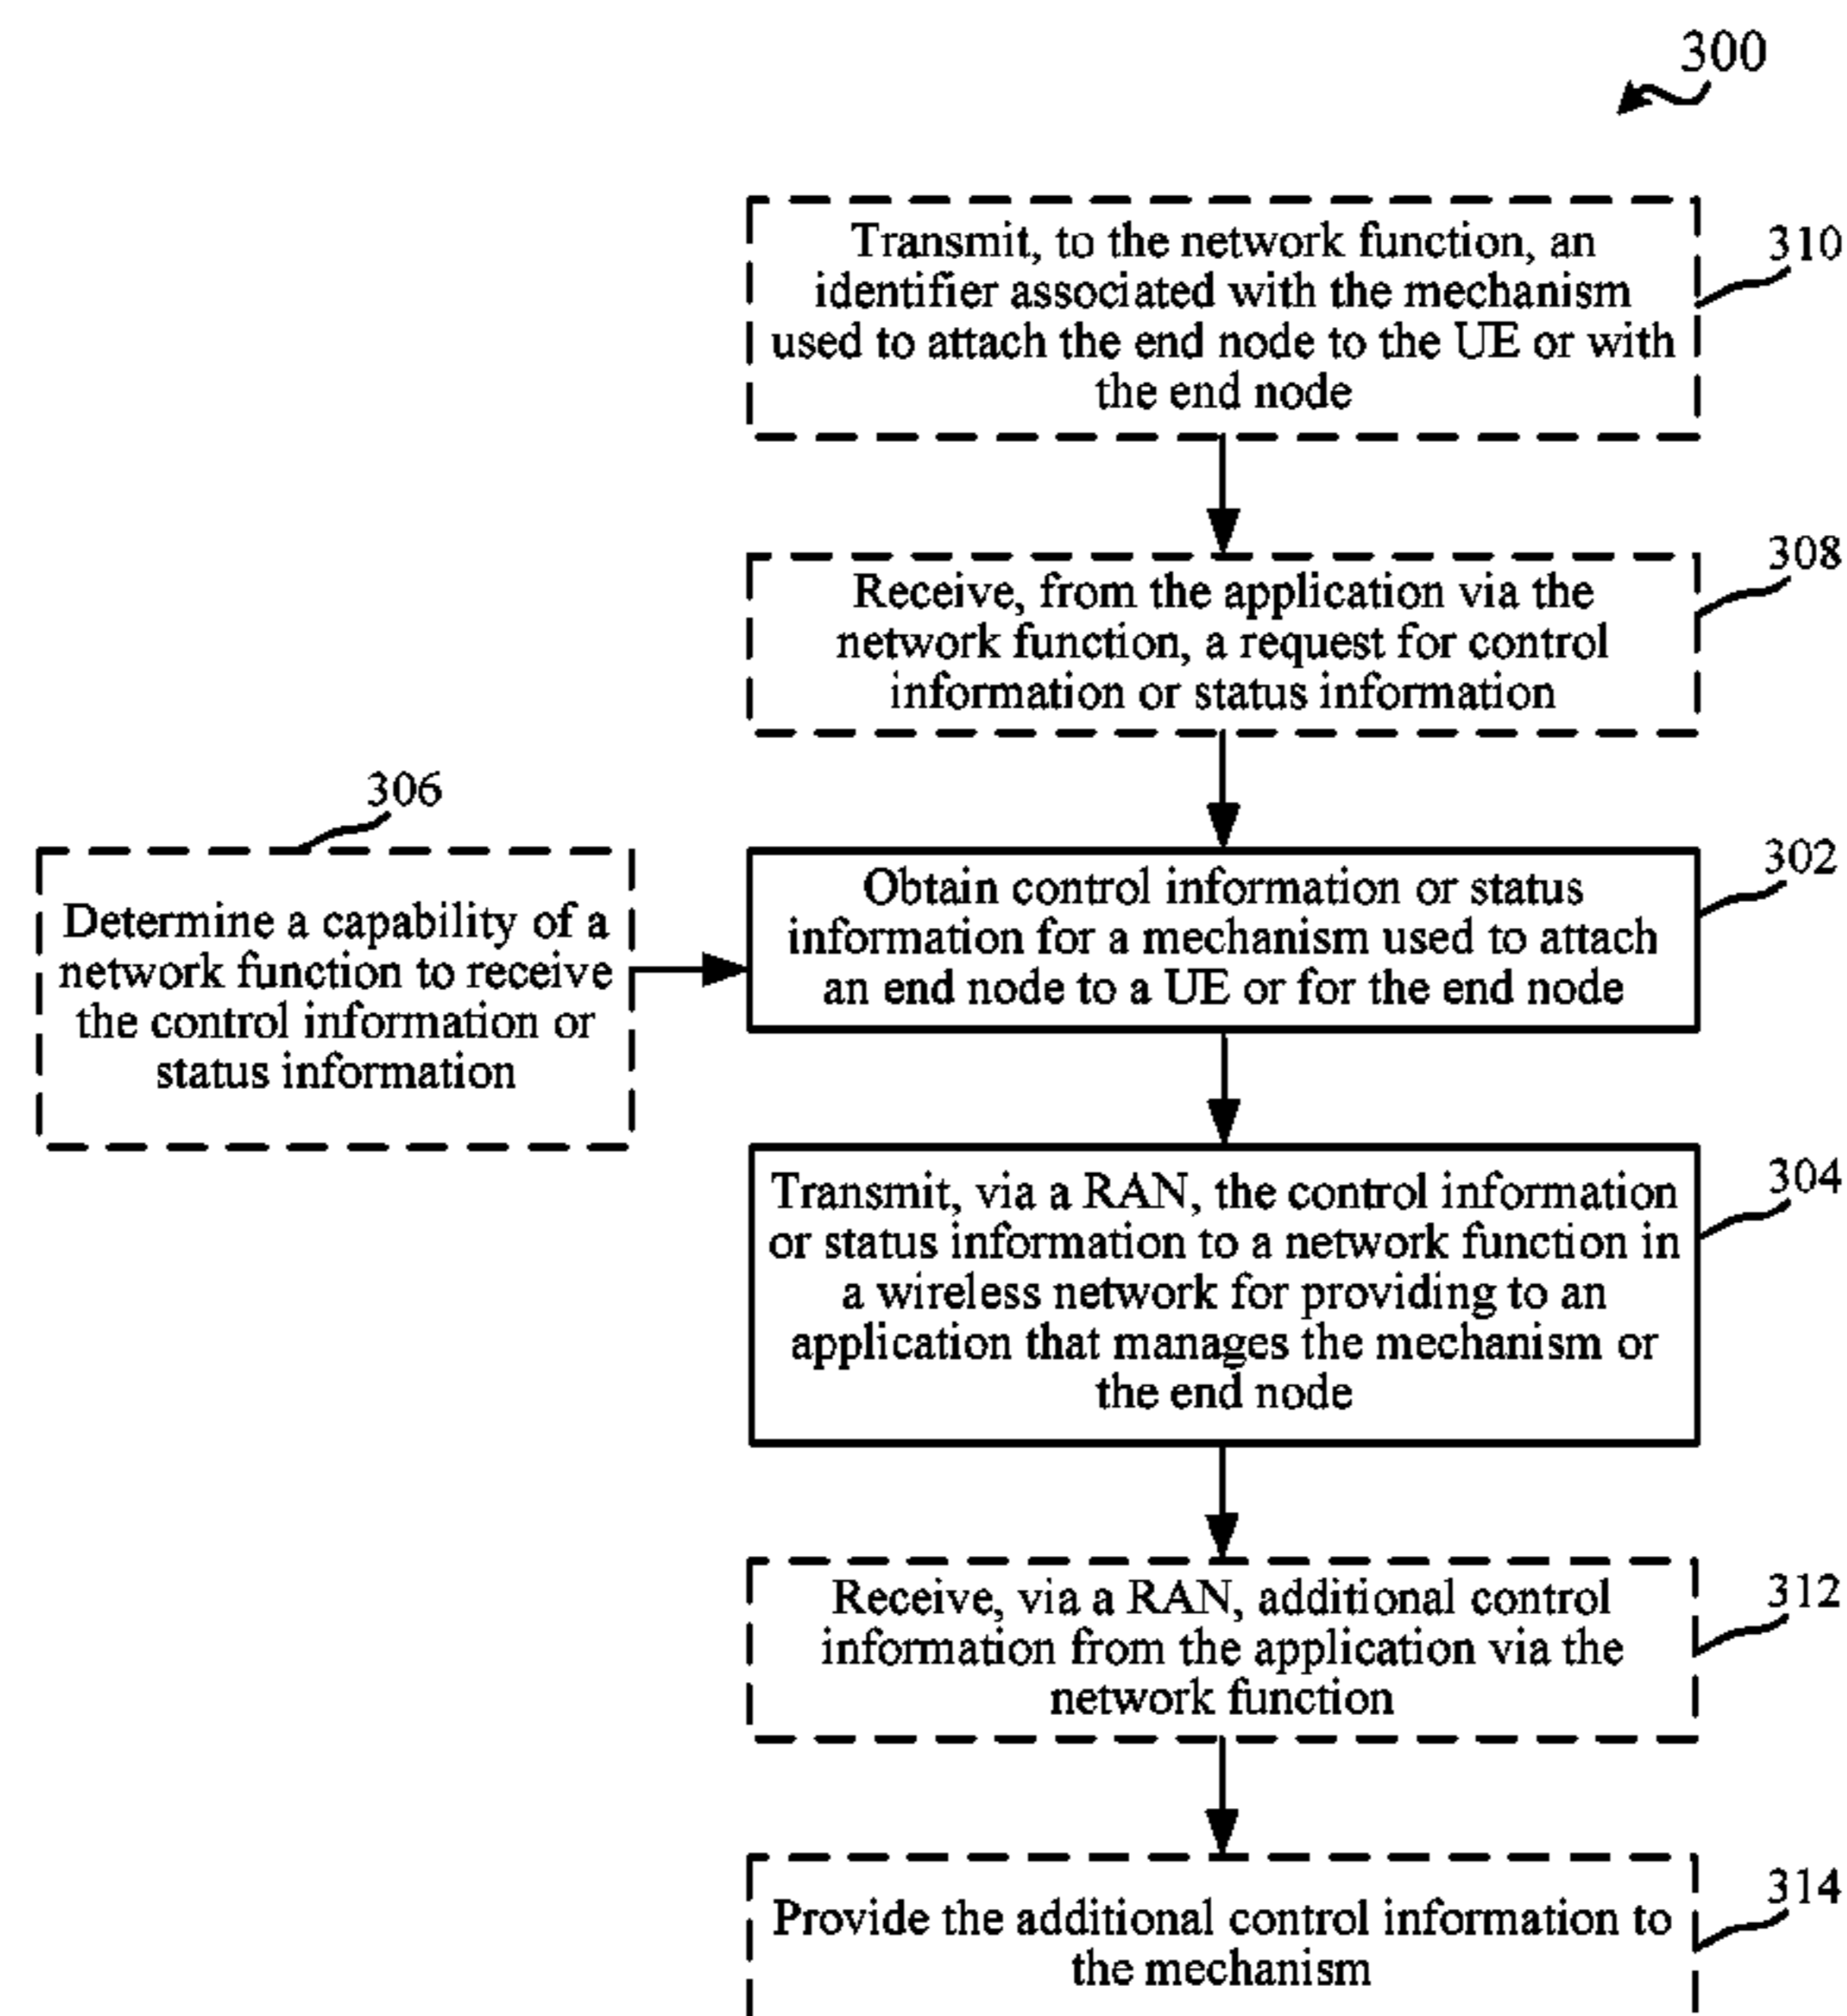 300
Transmit, to the network function, an
identifier associated with the mechanism
used to attach the end node to the UE or with
the end node
310
Receive, from the application via the
network function, a request for control
information or status information
308
306
Determine a capability of a
network function to receive
the control information or
status information
Obtain control information or status
information for a mechanism used to attach
an end node to a UE or for the end node
302
Transmit, via a RAN, the control information
or status information to a network function in
a wireless network for providing to an
application that manages the mechanism or
the end node
304
Receive, via a RAN, additional control
information from the application via the
network function
312
Provide the additional control information to
the mechanism
314